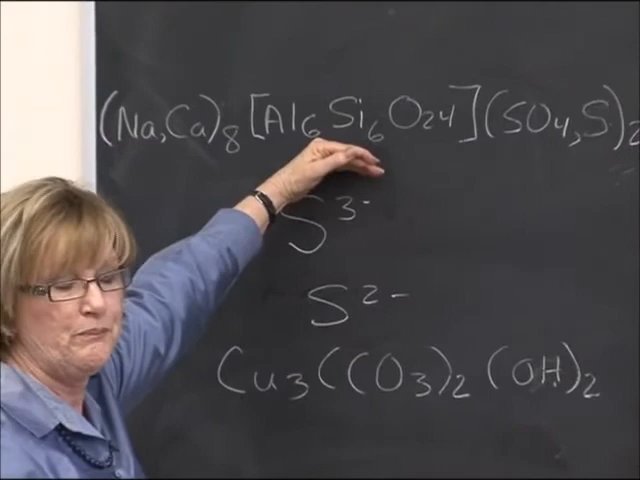 (Na,Ca)₈[Al₆Si₆O₂₄](SO₄,S)₂
S³⁻
S²⁻
Cu₃(CO₃)₂(OH)₂